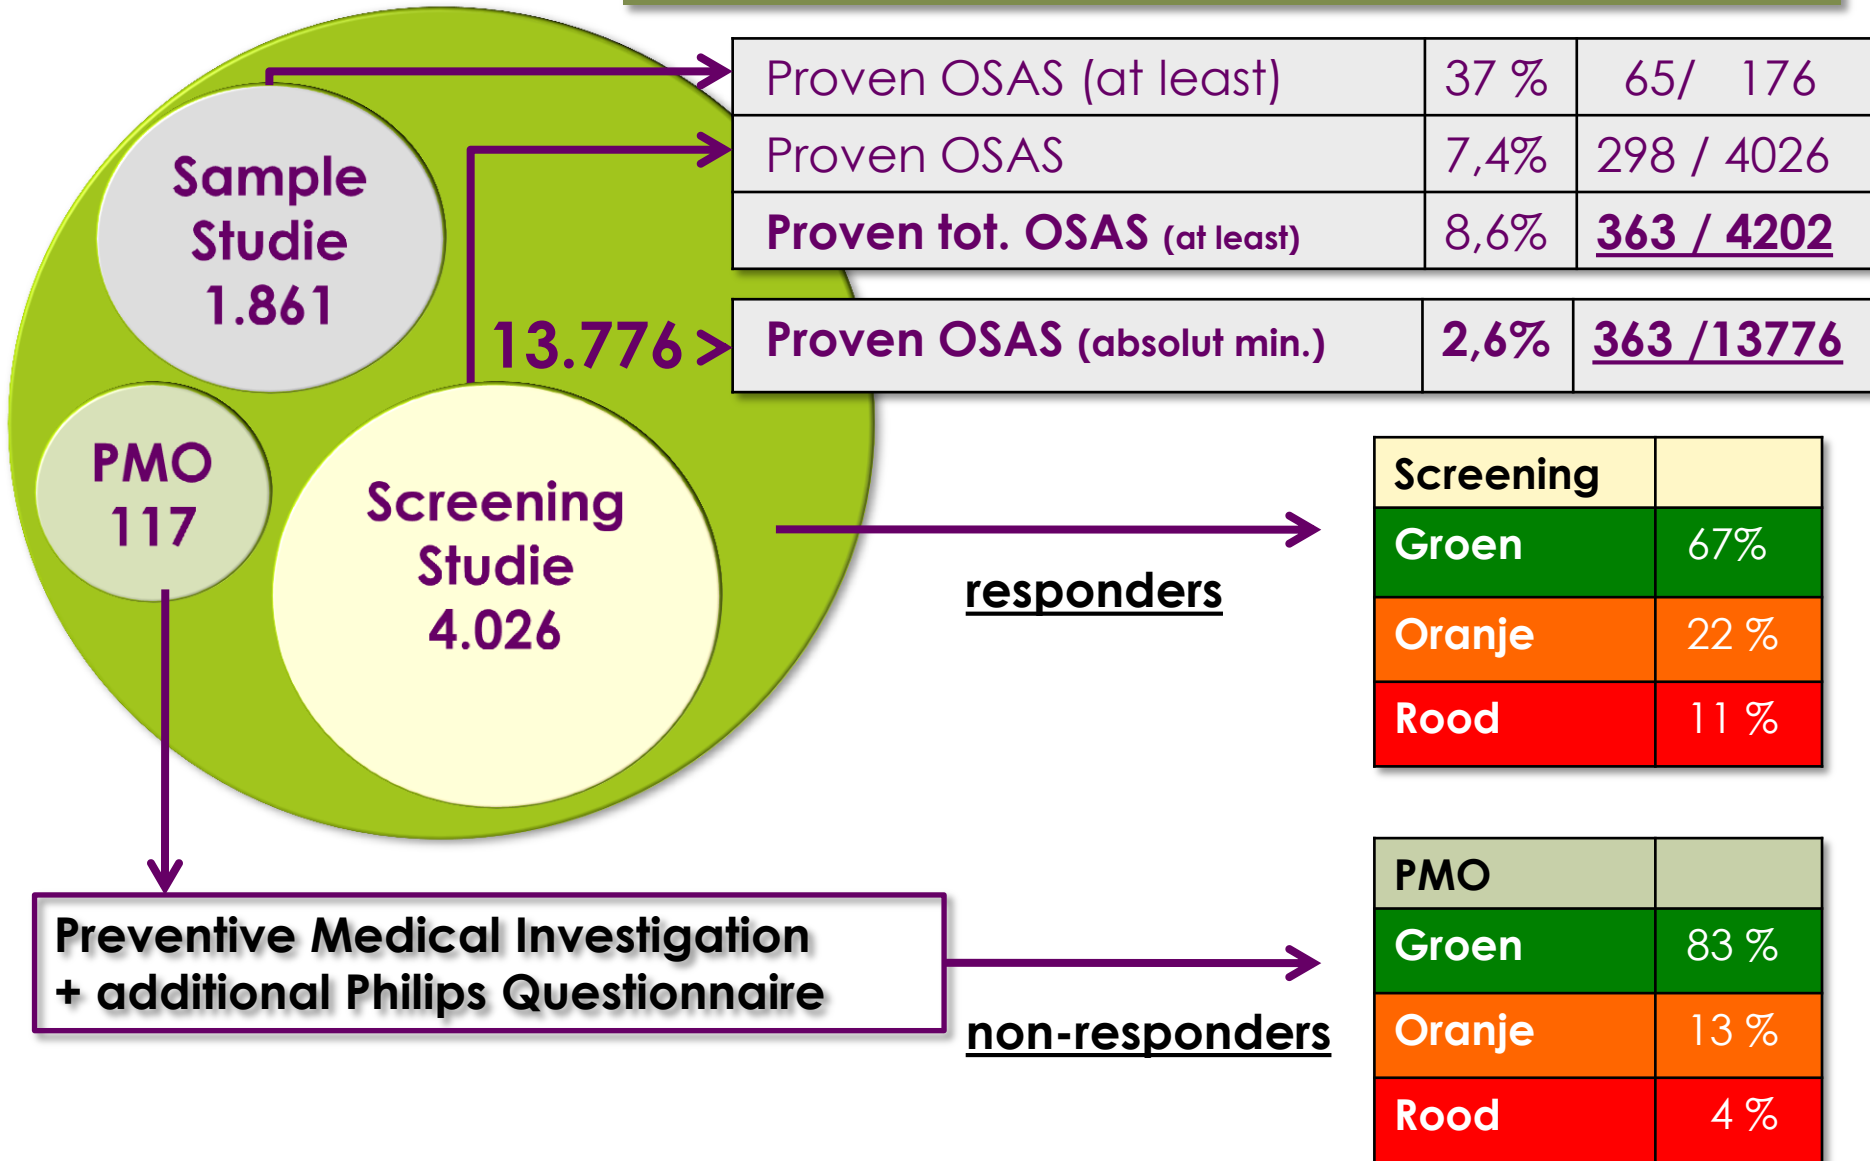 Proven OSAS (at least) 37 % 65/ 176
Proven OSAS 7,4% 298 / 4026
Proven tot. OSAS (at least) 8,6% 363 / 4202
13.776 > Proven OSAS (absolut min.) 2,6% 363 /13776
Sample
Studie
1.861
PMO
117
Screening
Studie
4.026
responders
Screening
Groen 67%
Oranje 22 %
Rood 11 %
Preventive Medical Investigation
+ additional Philips Questionnaire
non-responders
PMO
Groen 83 %
Oranje 13 %
Rood 4 %